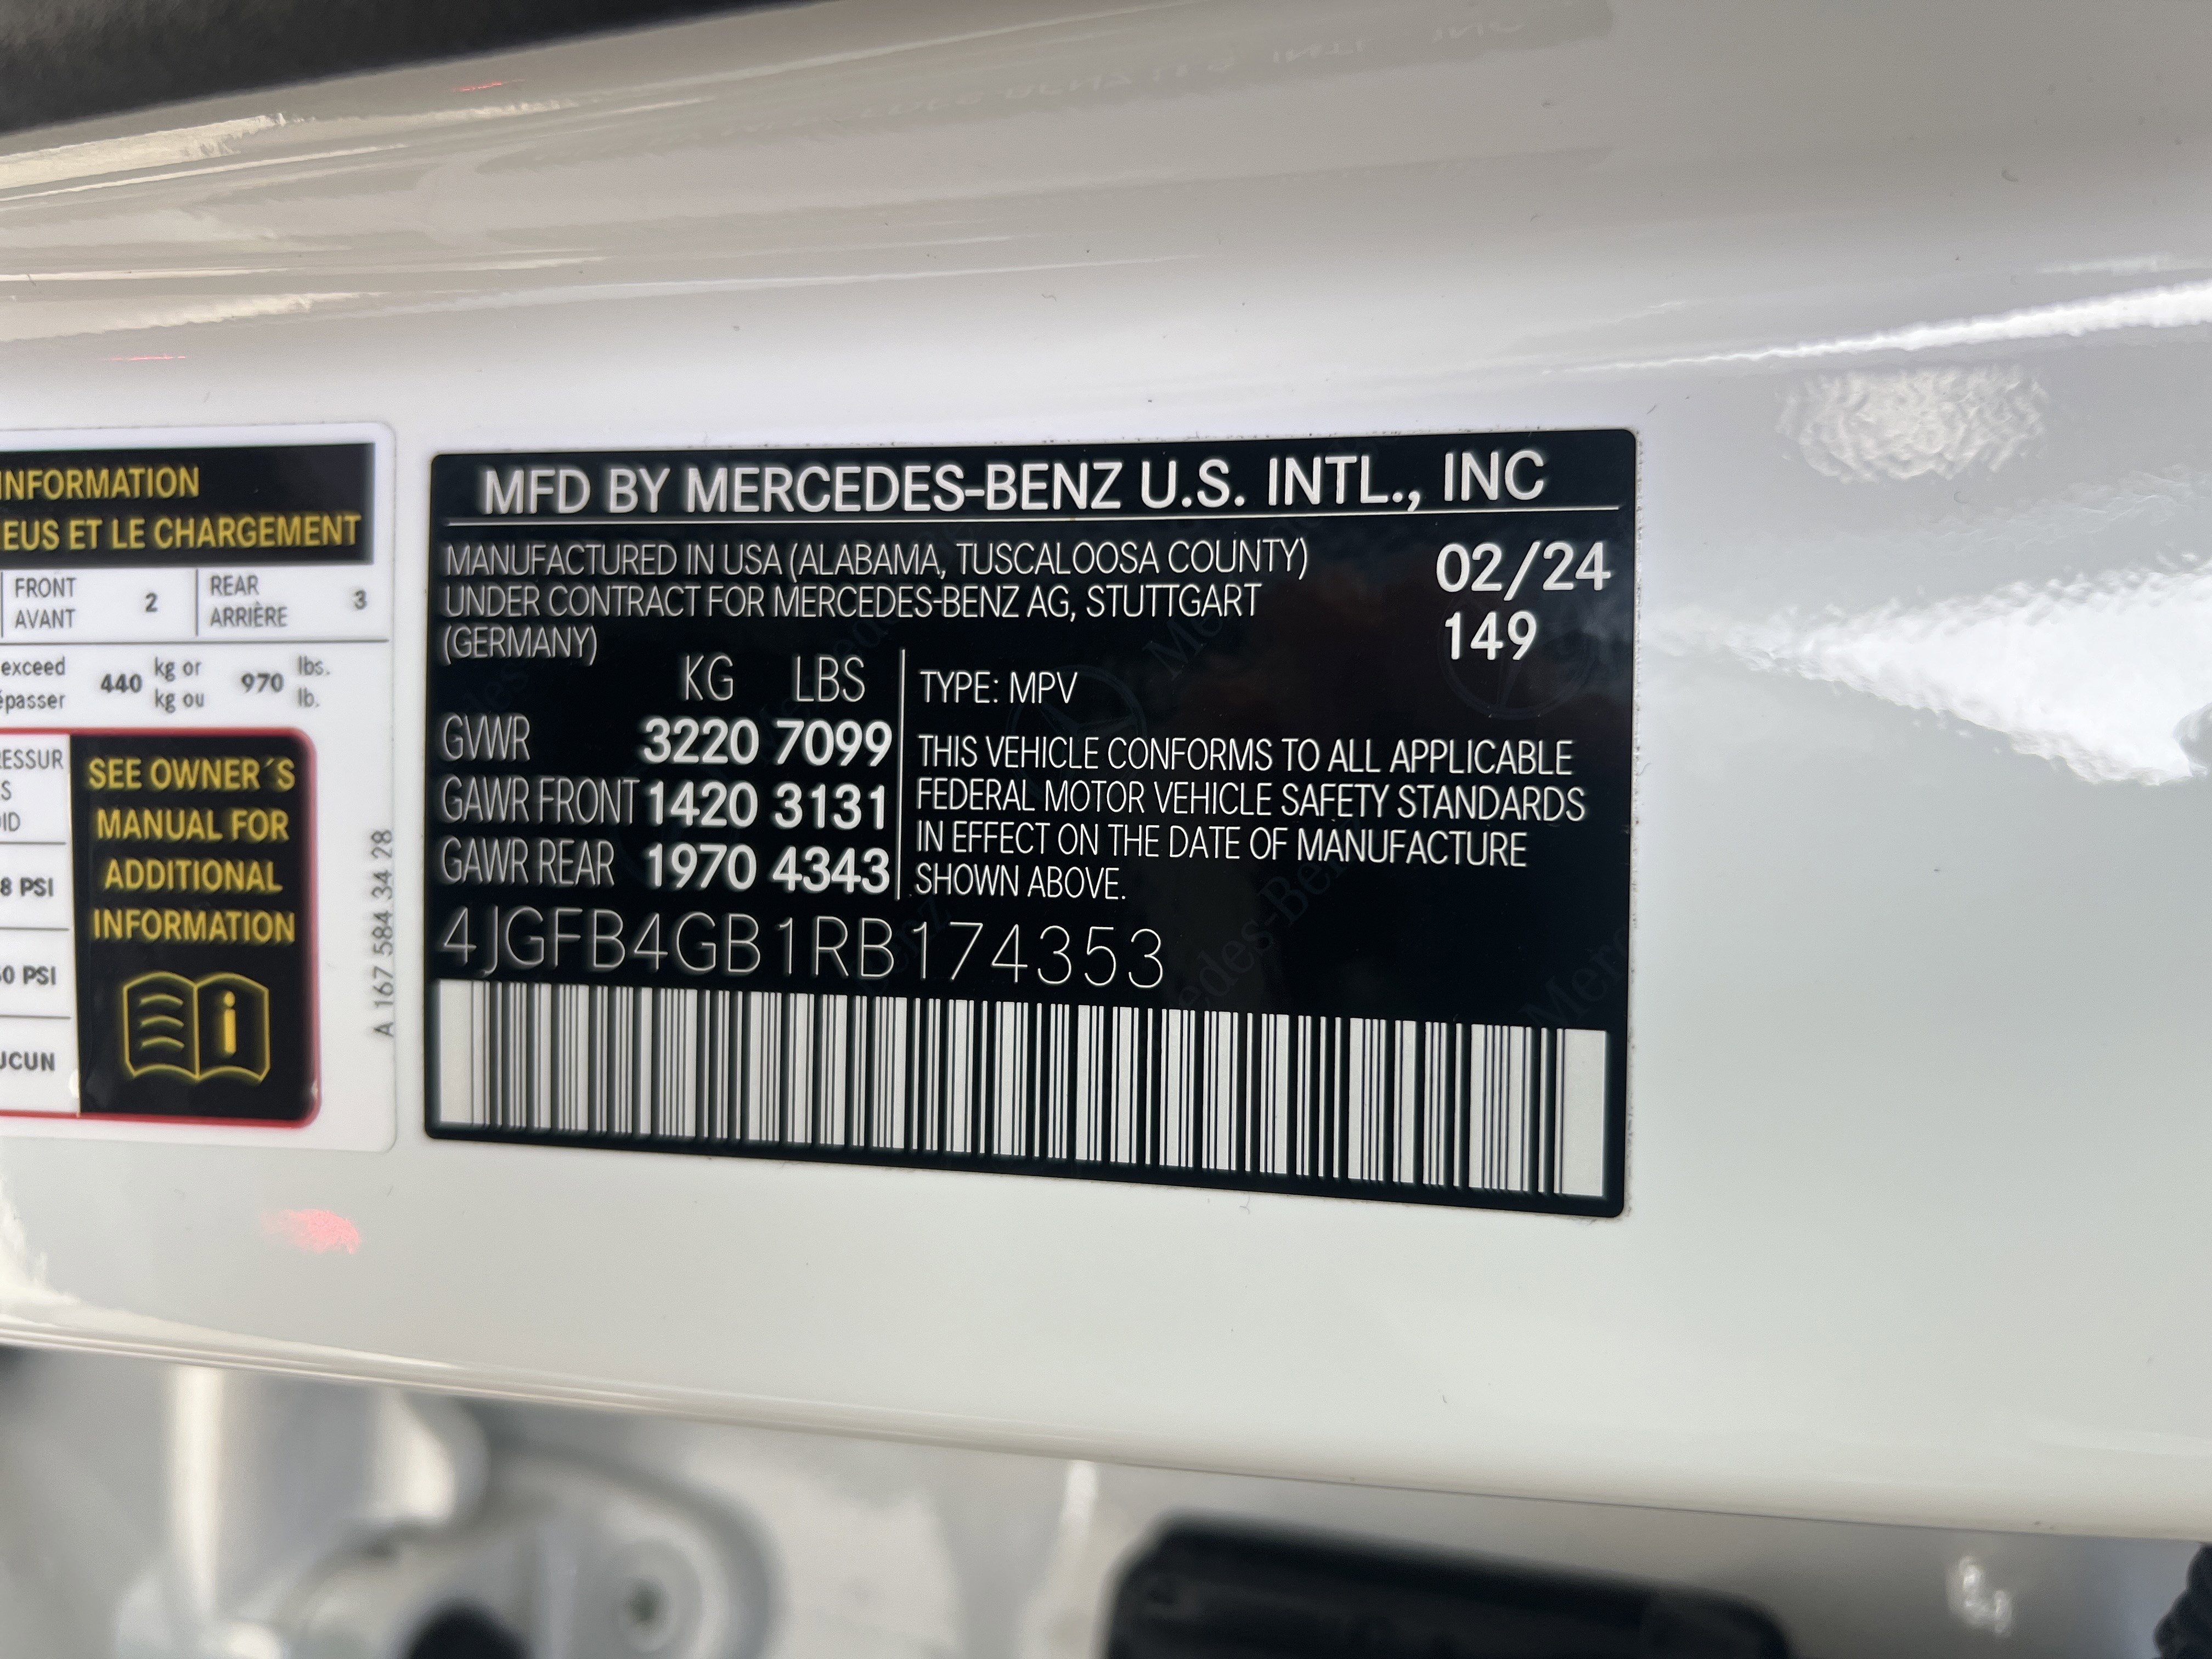 INFORMATION
EUS ET LE CHARGEMENT
FRONT
AVANT
2
REAR
ARRIÈRE
3
exceed
passer
440
kg or
kg ou
970
lbs.
lb.
SEE OWNER´S
MANUAL FOR
ADDITIONAL
INFORMATION
i
8 PSI
0 PSI
UCUN
A 167 584 34 28
MFD BY MERCEDES-BENZ U.S. INTL., INC
MANUFACTURED IN USA (ALABAMA, TUSCALOOSA COUNTY)
UNDER CONTRACT FOR MERCEDES-BENZ AG, STUTTGART
(GERMANY)
02/24
149
KG LBS
GVWR 3220 7099
GAWR FRONT 1420 3131
GAWR REAR 1970 4343
TYPE: MPV
THIS VEHICLE CONFORMS TO ALL APPLICABLE
FEDERAL MOTOR VEHICLE SAFETY STANDARDS
IN EFFECT ON THE DATE OF MANUFACTURE
SHOWN ABOVE.
4JGFB4GB1RB174353